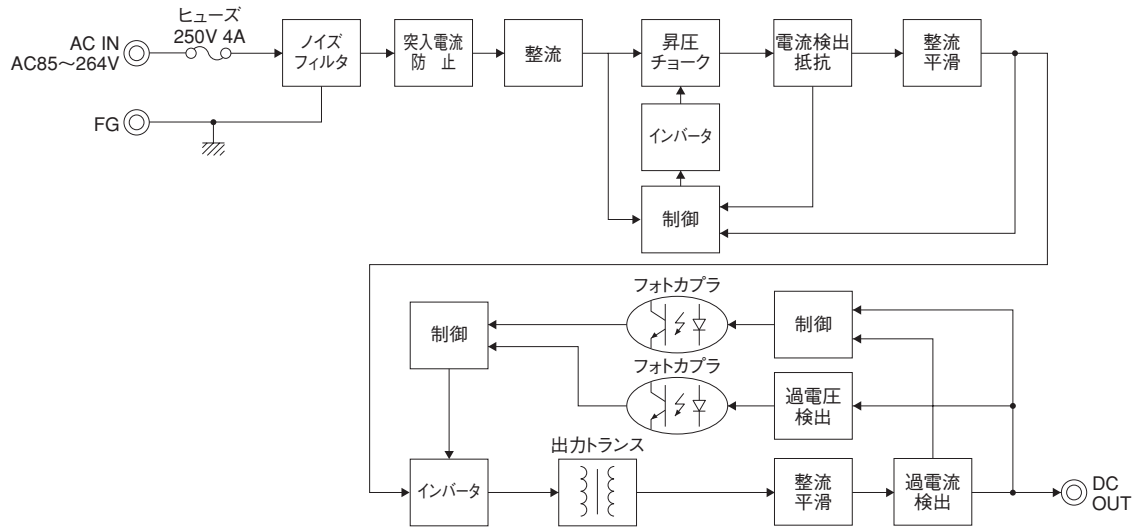 ヒューズ
250V 4A
AC IN
AC85～264V
ノイズ
フィルタ
突入電流
防 止
整流
昇圧
チョーク
電流検出
抵抗
整流
平滑
FG
インバータ
制御
フォトカプラ
制御
制御
フォトカプラ
過電圧
検出
出力トランス
インバータ
整流
平滑
過電流
検出
DC
OUT